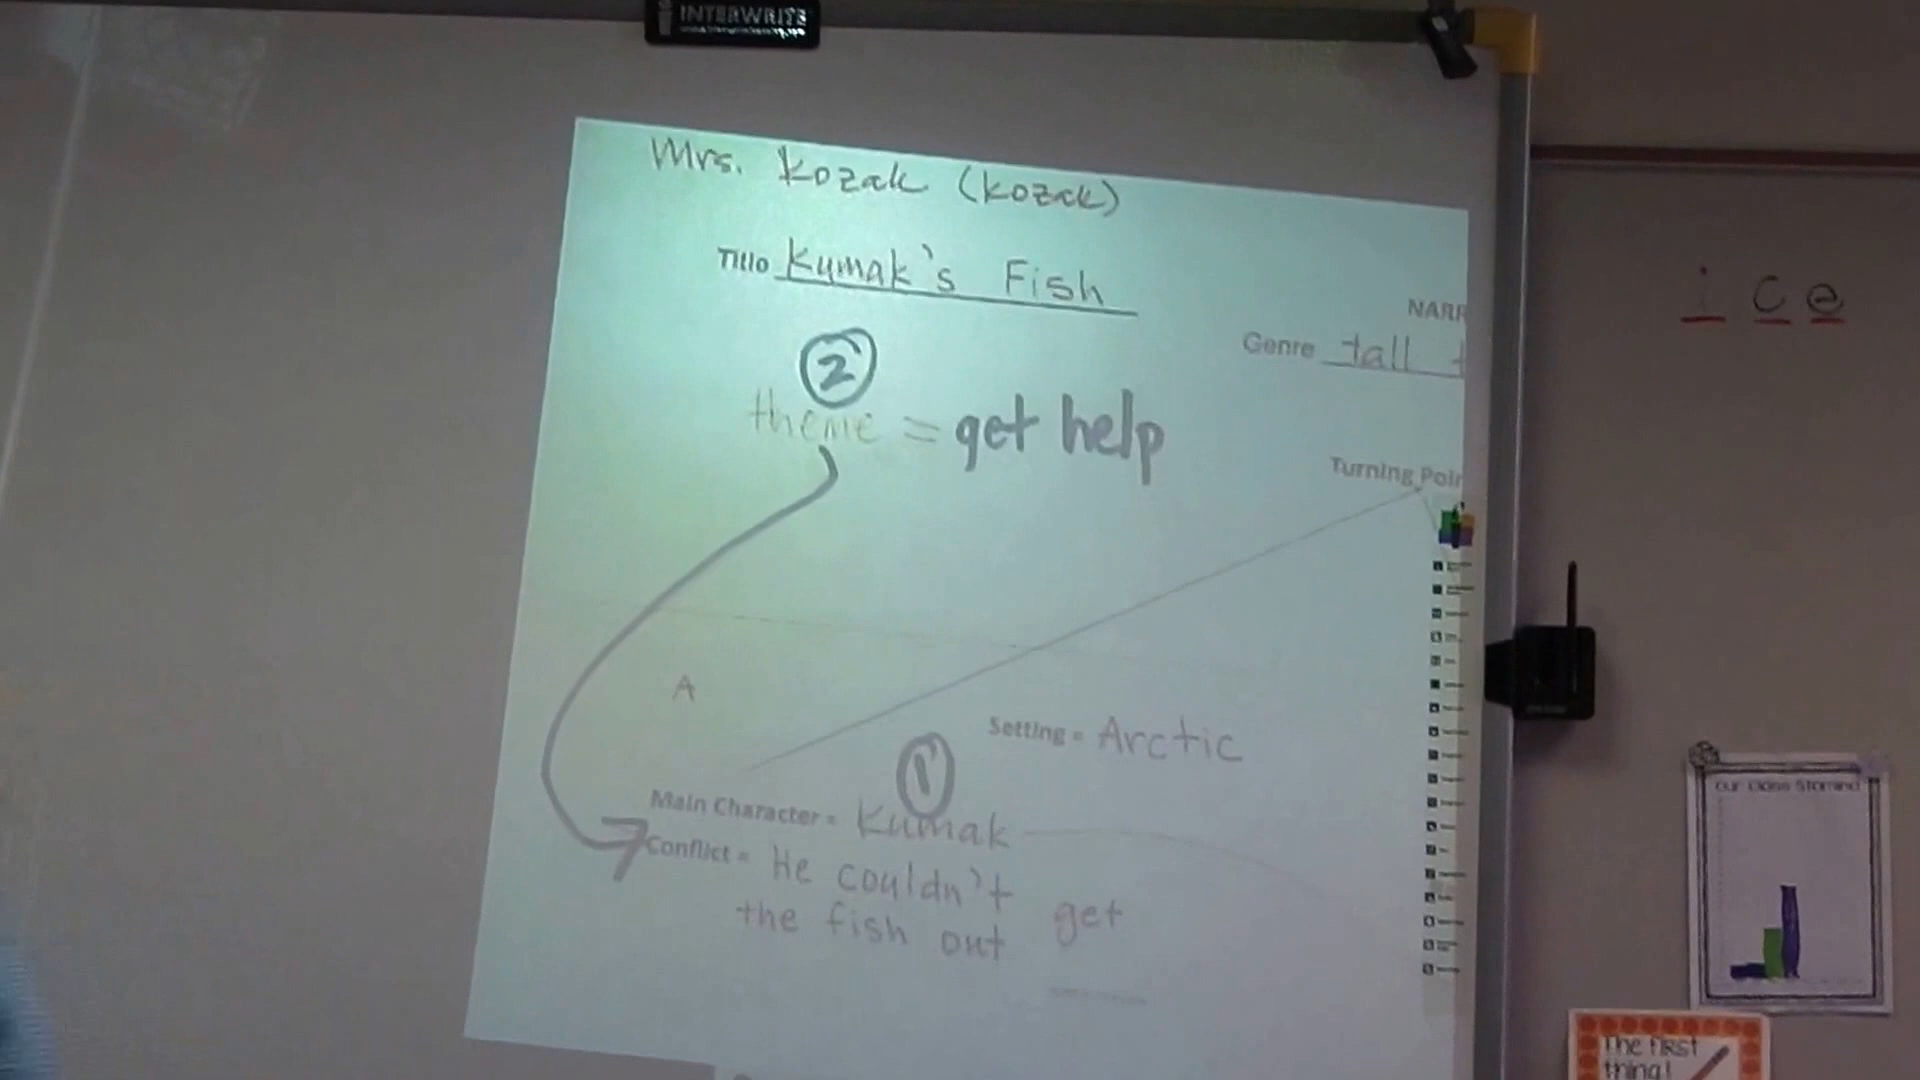 INTERWRITE
Mrs. Kozak (Kozak)
Title Kumak's Fish
NARR
Genre tall t
2
theme = get help
Turning Poin
A
Setting = Arctic
1
Main Character = Kumak
Conflict = He couldn't get
the fish out
i c e
our class stamina
The first
thing!